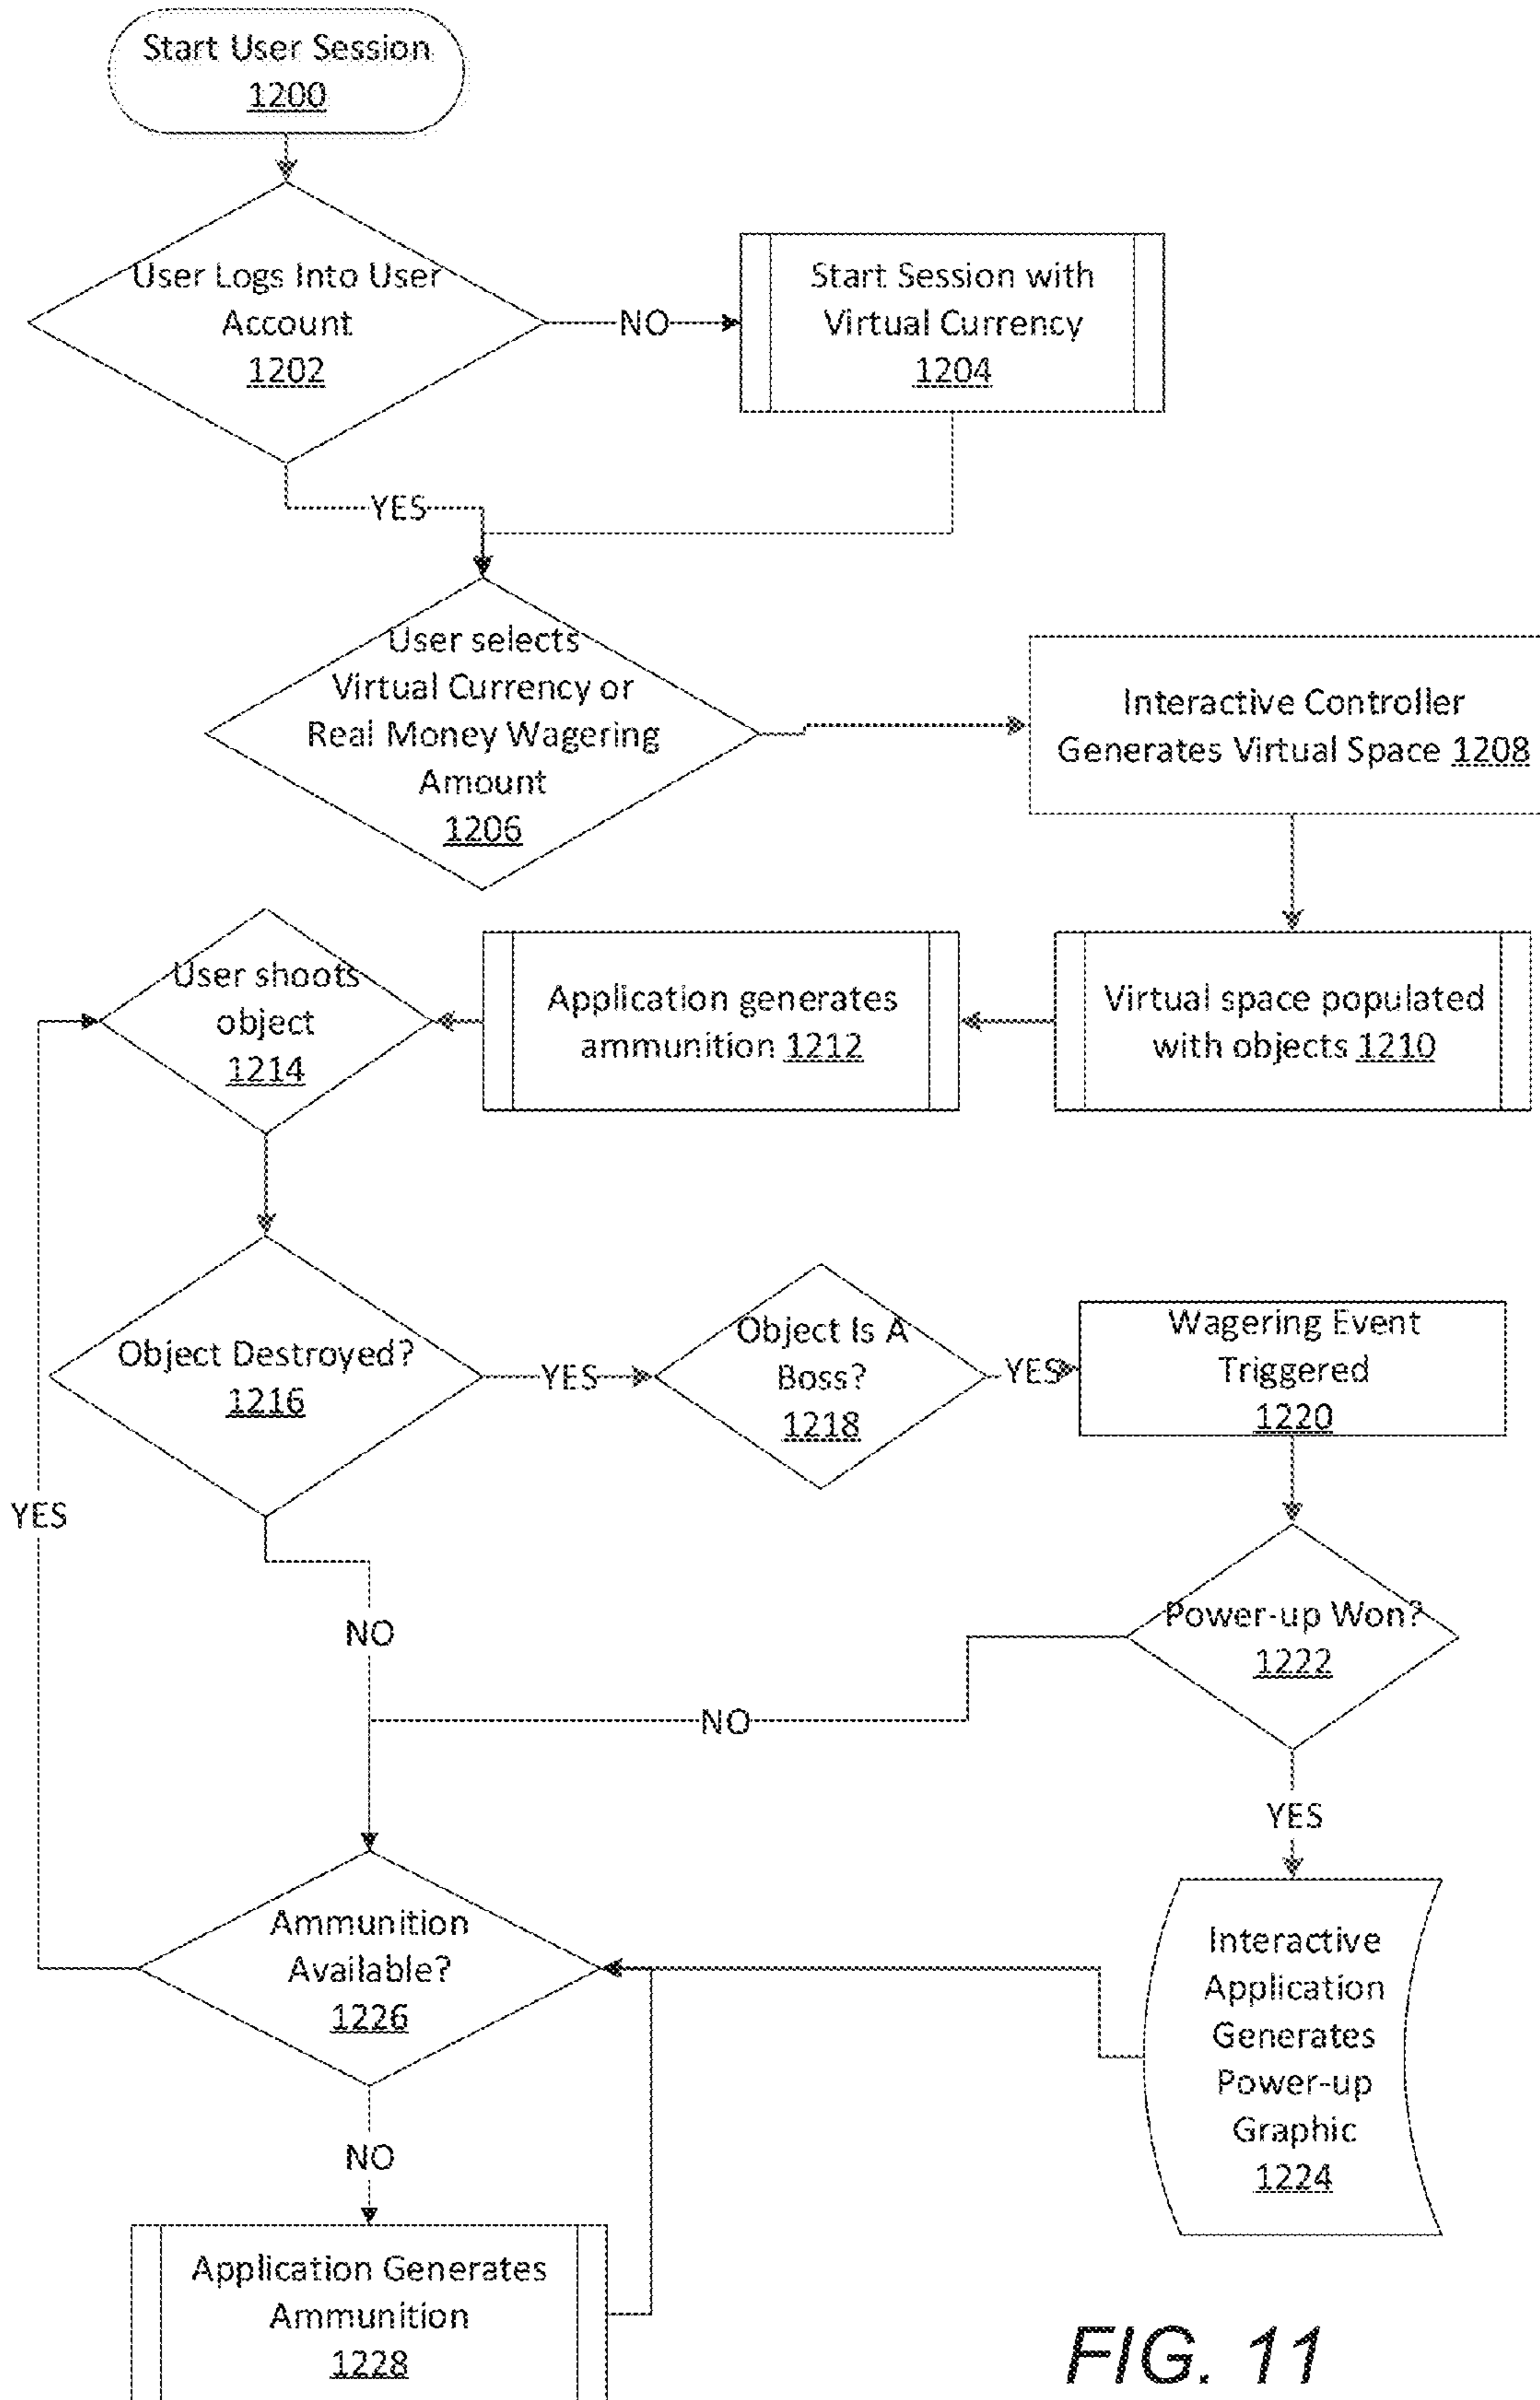 Start User Session
1200
User Logs Into User
Account
1202
NO
Start Session with
Virtual Currency
1204
YES
User selects
Virtual Currency or
Real Money Wagering
Amount
1206
Interactive Controller
Generates Virtual Space 1208
User shoots
object
1214
Application generates
ammunition 1212
Virtual space populated
with objects 1210
Object Destroyed?
1216
YES
Object Is A
Boss?
1218
YES
Wagering Event
Triggered
1220
YES
NO
Power-up Won?
1222
NO
YES
Ammunition
Available?
1226
Interactive
Application
Generates
Power-up
Graphic
1224
NO
Application Generates
Ammunition
1228
FIG. 11